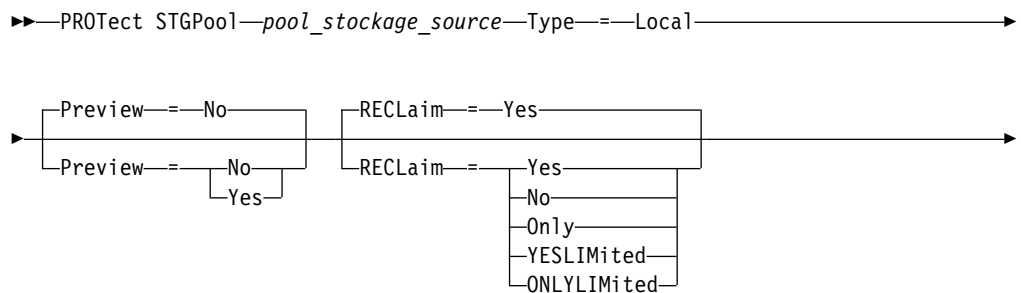 PROTect STGPool pool_stockage_source Type = Local
Preview = No RECLaim = Yes
Preview = No RECLaim = Yes
Yes No
Only
YESLIMited
ONLYLIMited